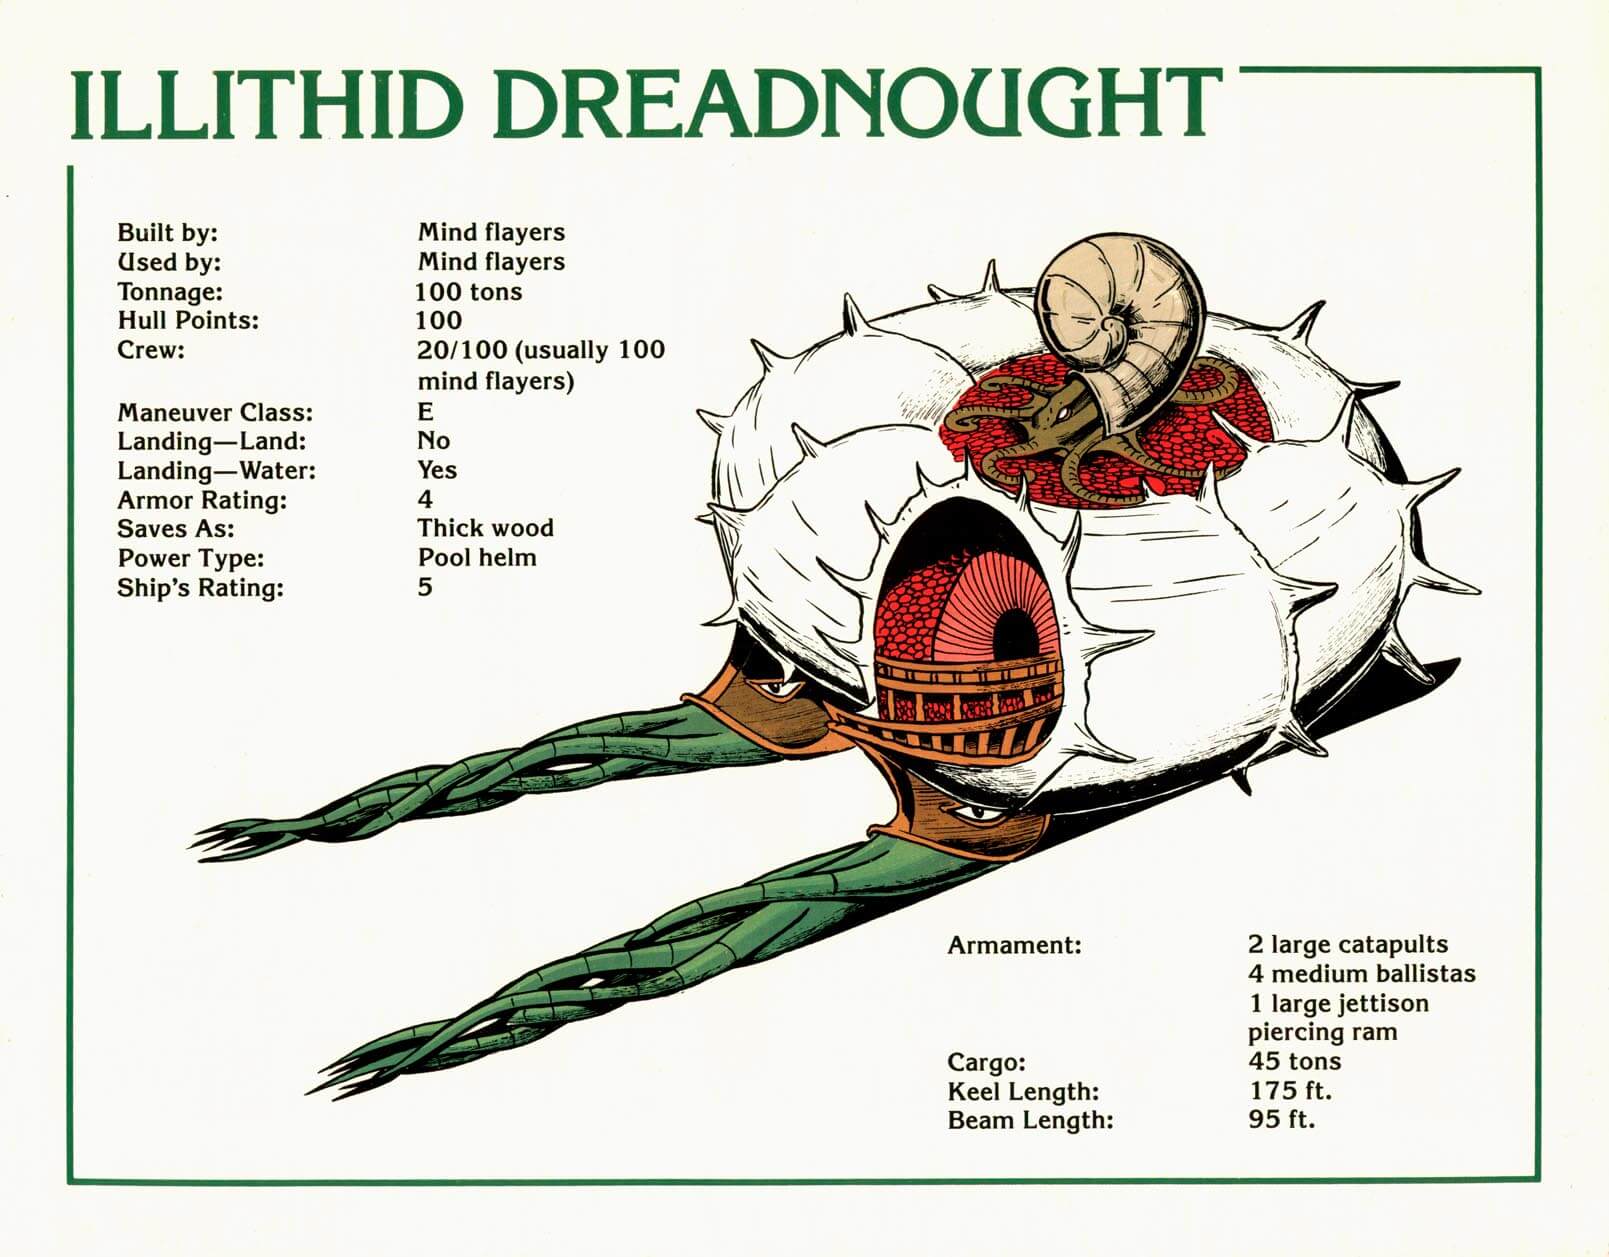 ILLITHID DREADNOUGHT
Built by: Mind flayers
Used by: Mind flayers
Tonnage: 100 tons
Hull Points: 100
Crew: 20/100 (usually 100
mind flayers)
Maneuver Class: E
Landing—Land: No
Landing—Water: Yes
Armor Rating: 4
Saves As: Thick wood
Power Type: Pool helm
Ship's Rating: 5
Armament: 2 large catapults
4 medium ballistas
1 large jettison
piercing ram
Cargo: 45 tons
Keel Length: 175 ft.
Beam Length: 95 ft.